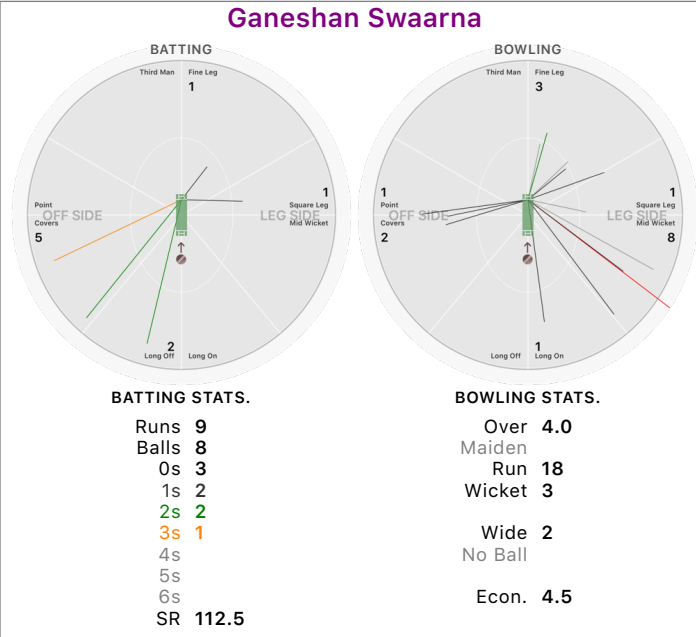 Ganeshan Swaarna
BATTING
Third Man
Fine Leg
1
1
Point
Square Leg
OFF SIDE
LEG SIDE
Covers
Mid Wicket
5
2
Long Off
Long On
BOWLING
Third Man
Fine Leg
3
1
1
Point
Square Leg
OFF SIDE
LEG SIDE
Covers
Mid Wicket
2
8
1
Long Off
Long On
BATTING STATS.
Runs 9
Balls 8
0s 3
1s 2
2s 2
3s 1
4s
5s
6s
SR 112.5
BOWLING STATS.
Over 4.0
Maiden
Run 18
Wicket 3
Wide 2
No Ball
Econ. 4.5